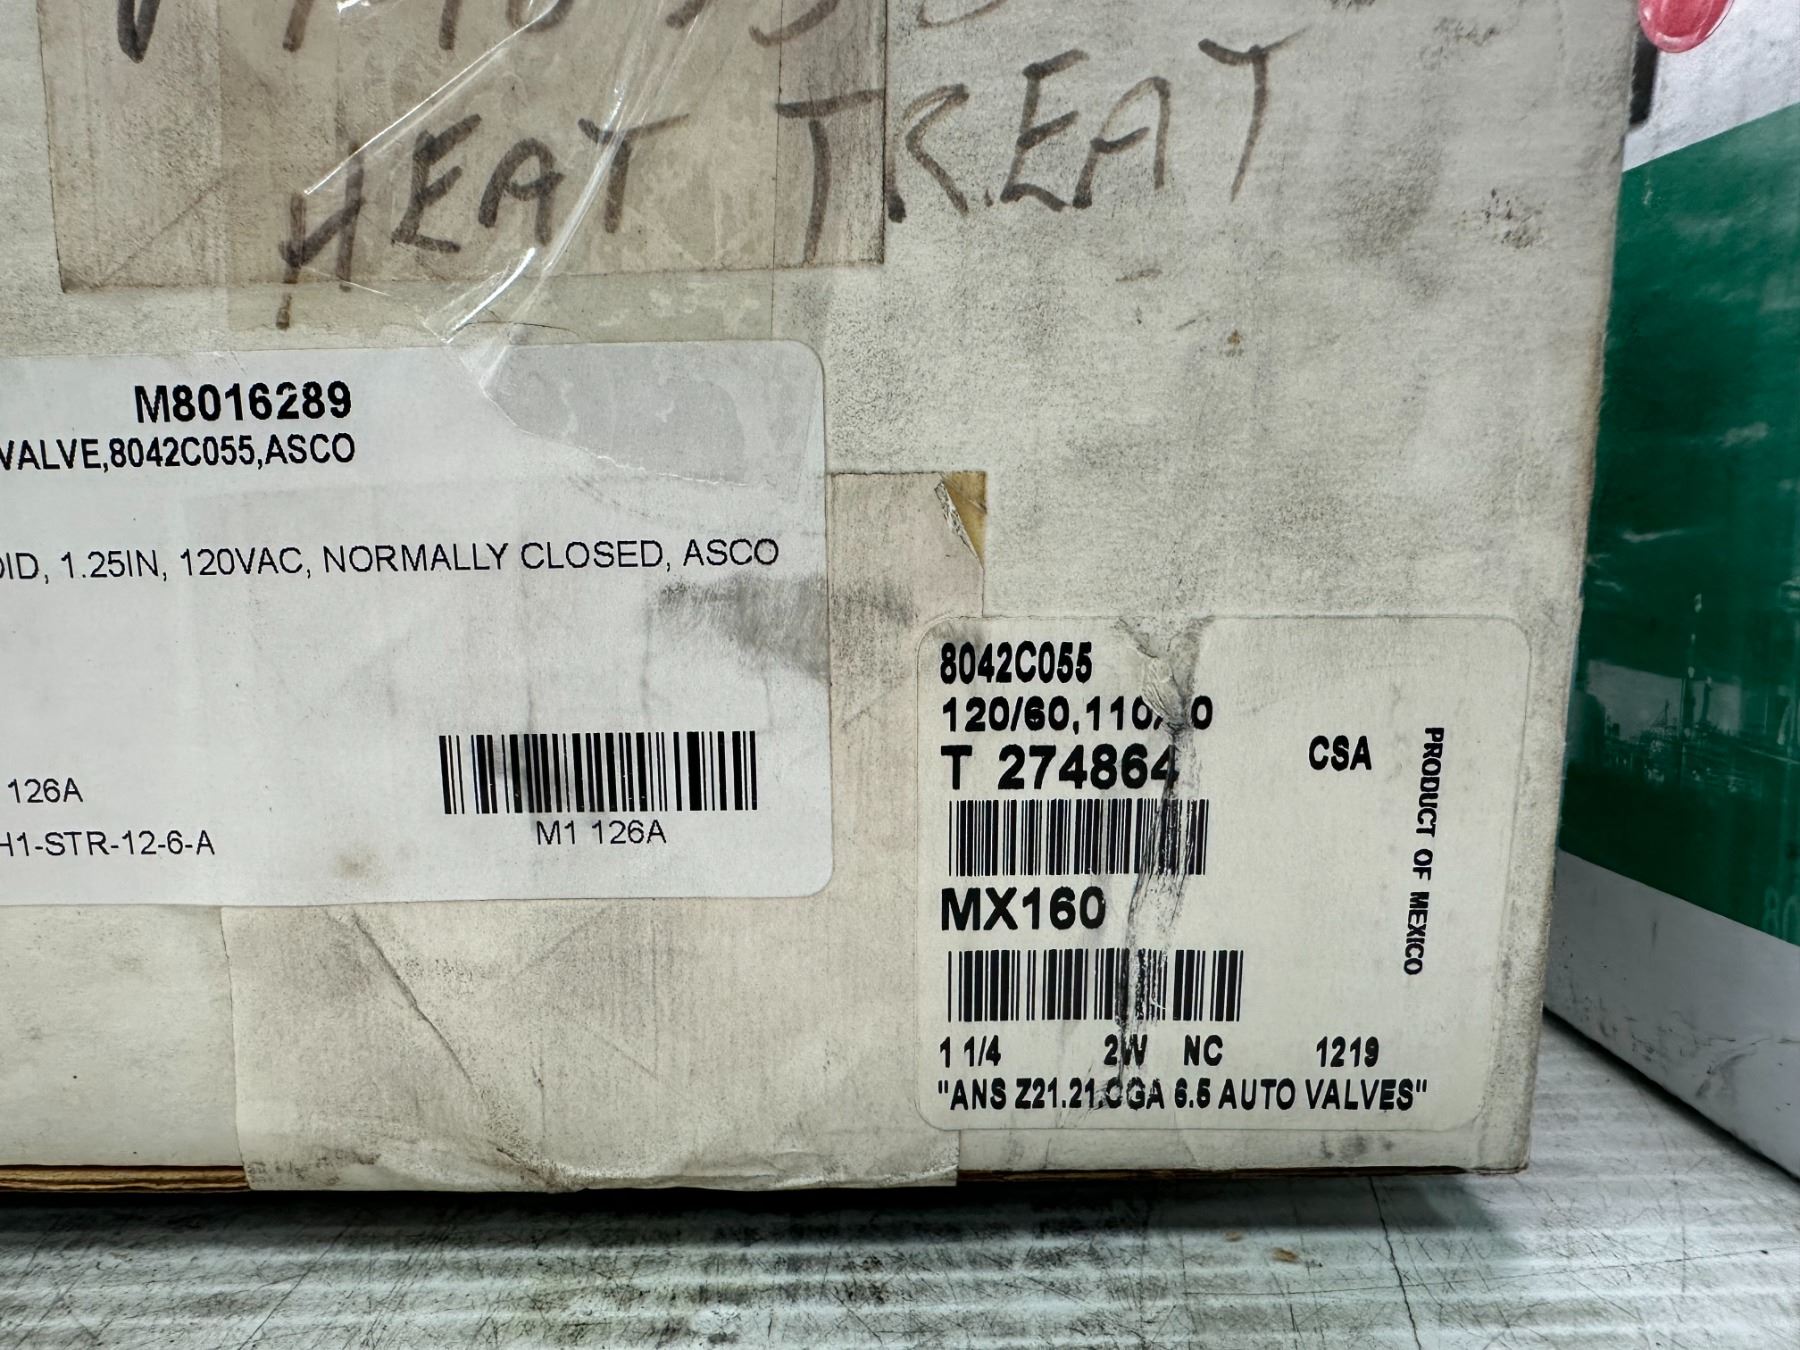 HEAT TREAT
M8016289
VALVE,8042C055,ASCO
OID, 1.25IN, 120VAC, NORMALLY CLOSED, ASCO
126A
H1-STR-12-6-A
M1 126A
8042C055
120/60,110/ 0
T 274864
CSA
PRODUCT OF MEXICO
MX160
1 1/4 2W NC 1219
"ANS Z21.21.CGA 6.5 AUTO VALVES"